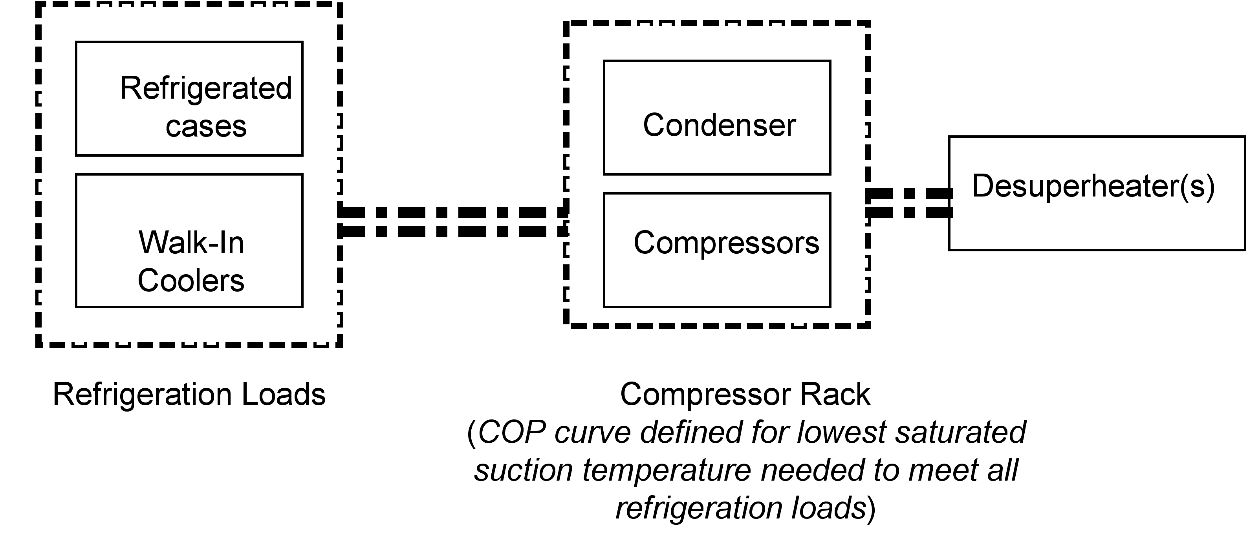 Refrigerated
cases
Walk-In
Coolers
Refrigeration Loads
Condenser
Compressors
Compressor Rack
(COP curve defined for lowest saturated
suction temperature needed to meet all
refrigeration loads)
Desuperheater(s)